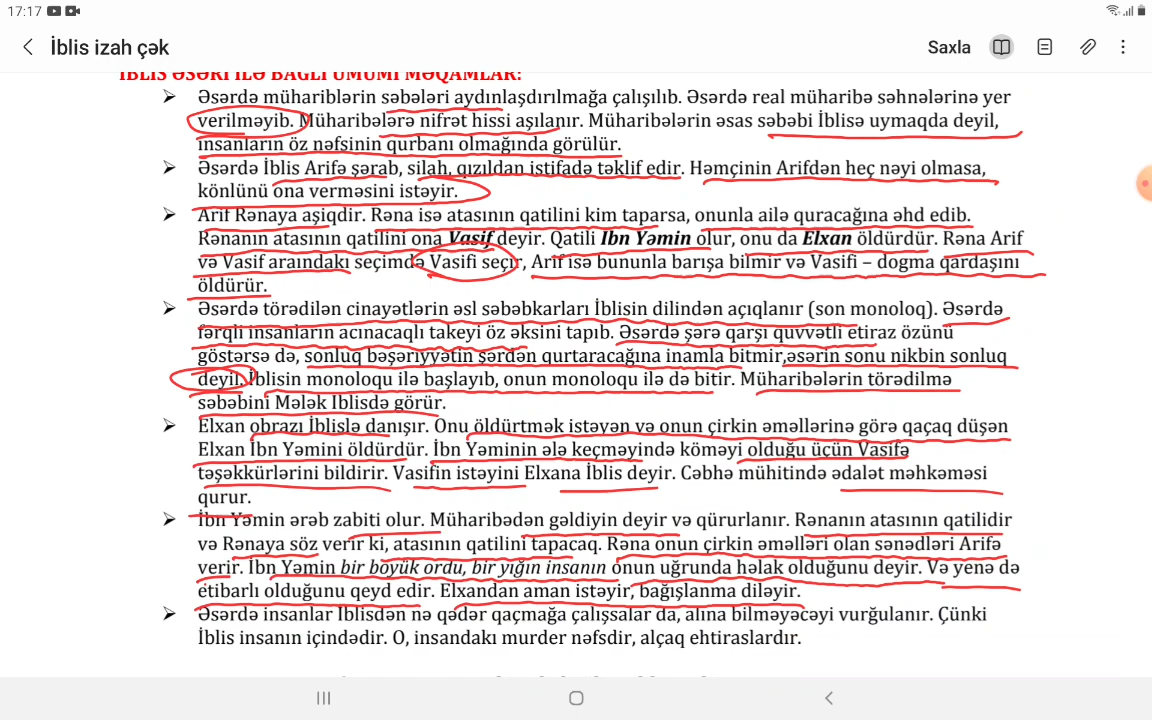 17:17
İblis izah çək
Saxla
İBLİS ƏSƏRİ İLƏ BAĞLI ÜMUMİ MƏQAMLAR:
➢ Əsərdə mühariblərin səbələri aydınlaşdırılmağa çalışılıb. Əsərdə real müharibə səhnələrinə yer
verilməyib. Müharibələrə nifrət hissi aşılanır. Müharibələrin əsas səbəbi İblisə uymaqda deyil,
insanların öz nəfsinin qurbanı olmağında görülür.
➢ Əsərdə İblis Arifə şərab, silah, qızıldan istifadə təklif edir. Həmçinin Arifdən heç nəyi olmasa,
könlünü ona verməsini istəyir.
➢ Arif Rənaya aşiqdir. Rəna isə atasının qatilini kim taparsa, onunla ailə quracağına əhd edib.
Rənanın atasının qatilini ona Vasif deyir. Qatili Ibn Yəmin olur, onu da Elxan öldürdür. Rəna Arif
və Vasif araındakı seçimdə Vasifi seçir, Arif isə bununla barışa bilmir və Vasifi – dogma qardaşını
öldürür.
➢ Əsərdə törədilən cinayətlərin əsl səbəbkarları İblisin dilindən açıqlanır (son monoloq). Əsərdə
fərqli insanların acınacaqlı takeyi öz əksini tapıb. Əsərdə şərə qarşı quvvətli etiraz özünü
göstərsə də, sonluq bəşəriyyətin şərdən qurtaracağına inamla bitmir,əsərin sonu nikbin sonluq
deyil. İblisin monoloqu ilə başlayıb, onun monoloqu ilə də bitir. Müharibələrin törədilmə
səbəbini Mələk Iblisdə görür.
➢ Elxan obrazı İblislə danışır. Onu öldürtmək istəyən və onun çirkin əməllərinə görə qaçaq düşən
Elxan İbn Yəmini öldürdür. İbn Yəminin ələ keçməyində köməyi olduğu üçün Vasifə
təşəkkürlərini bildirir. Vasifin istəyini Elxana İblis deyir. Cəbhə mühitində ədalət məhkəməsi
qurur.
➢ İbn Yəmin ərəb zabiti olur. Müharibədən gəldiyin deyir və qürurlanır. Rənanın atasının qatilidir
və Rənaya söz verir ki, atasının qatilini tapacaq. Rəna onun çirkin əməlləri olan sənədləri Arifə
verir. İbn Yəmin bir böyük ordu, bir yığın insanın onun uğrunda həlak olduğunu deyir. Və yenə də
etibarlı olduğunu qeyd edir. Elxandan aman istəyir, bağışlanma diləyir.
➢ Əsərdə insanlar İblisdən nə qədər qaçmağa çalışsalar da, alına bilməyəcəyi vurğulanır. Çünki
İblis insanın içindədir. O, insandakı murder nəfsdir, alçaq ehtiraslardır.